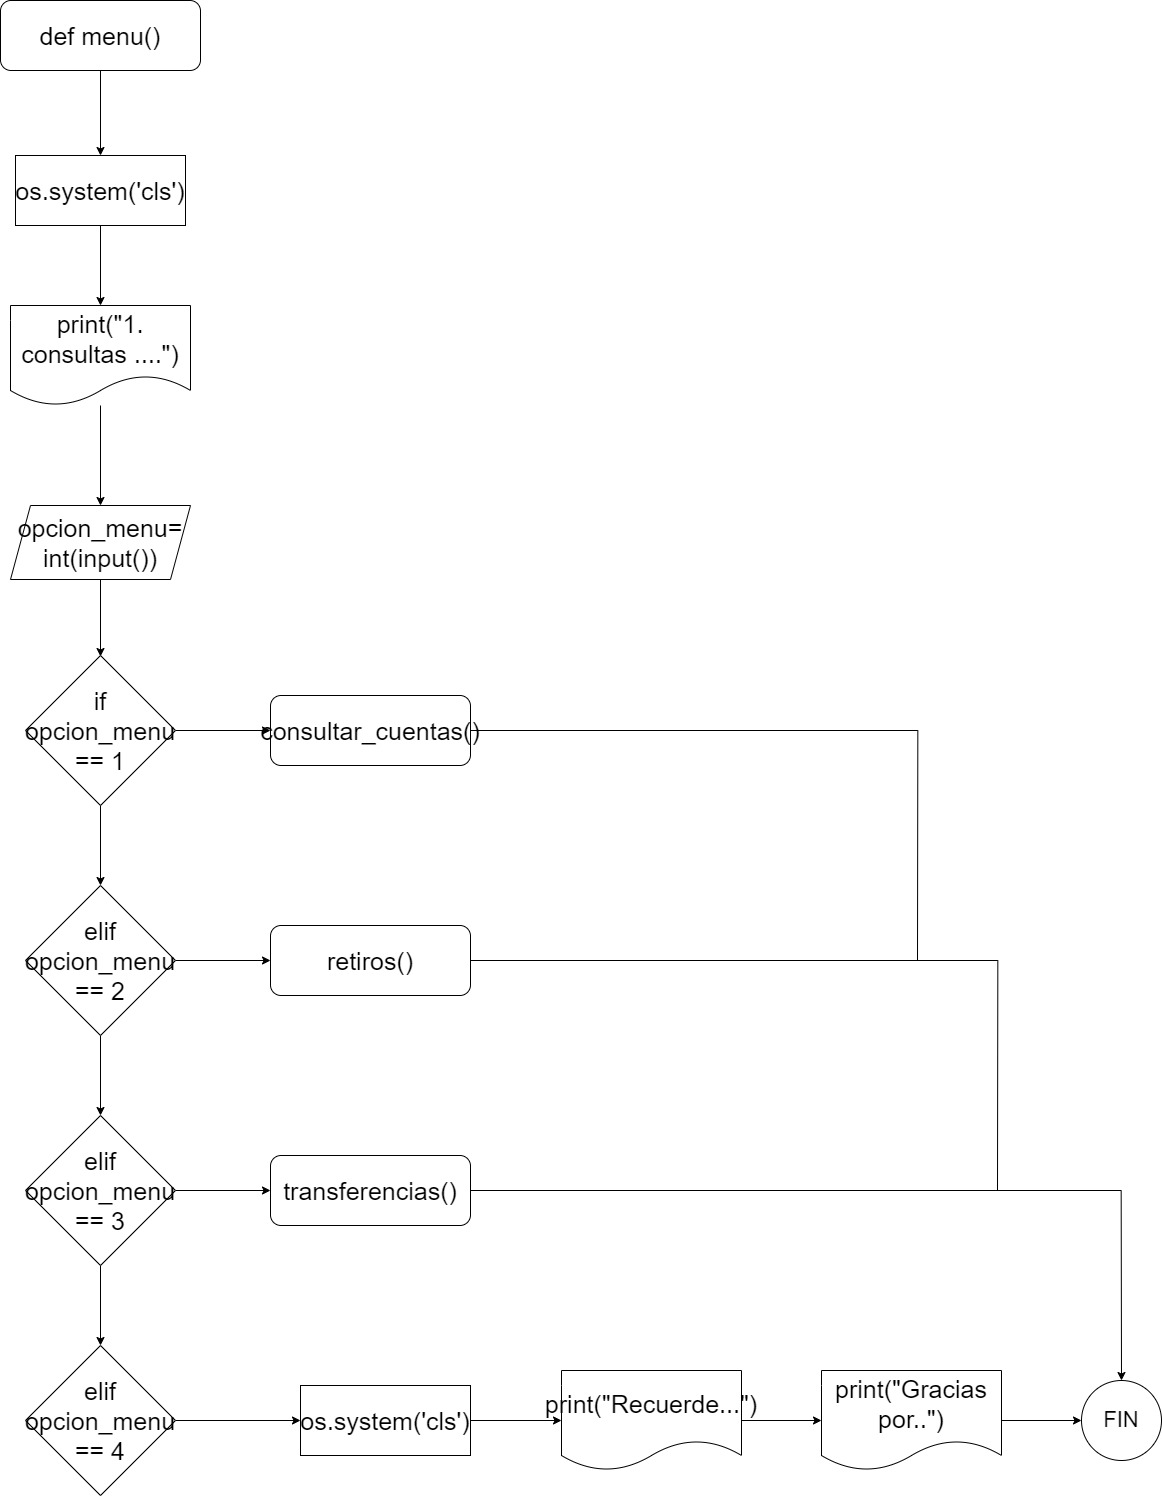 def menu()
os.system('cls')
print("1.
consultas ....")
opcion_menu=
int(input())
if
opcion_menu
== 1
consultar_cuentas()
elif
opcion_menu
== 2
retiros()
elif
opcion_menu
== 3
transferencias()
elif
opcion_menu
== 4
os.system('cls')
print("Recuerde...")
print("Gracias
por..")
FIN